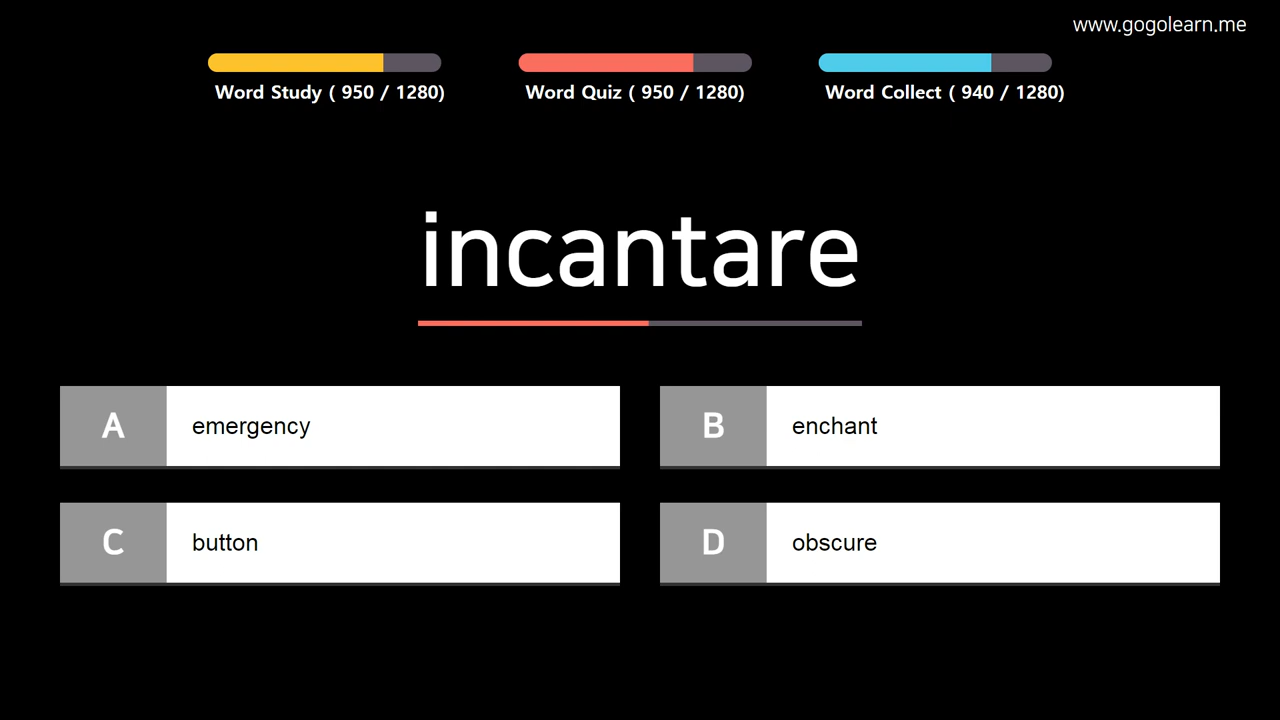 www.gogolearn.me
Word Study ( 950 / 1280)
Word Quiz ( 950 / 1280)
Word Collect ( 940 / 1280)
incantare
A emergency
B enchant
C button
D obscure